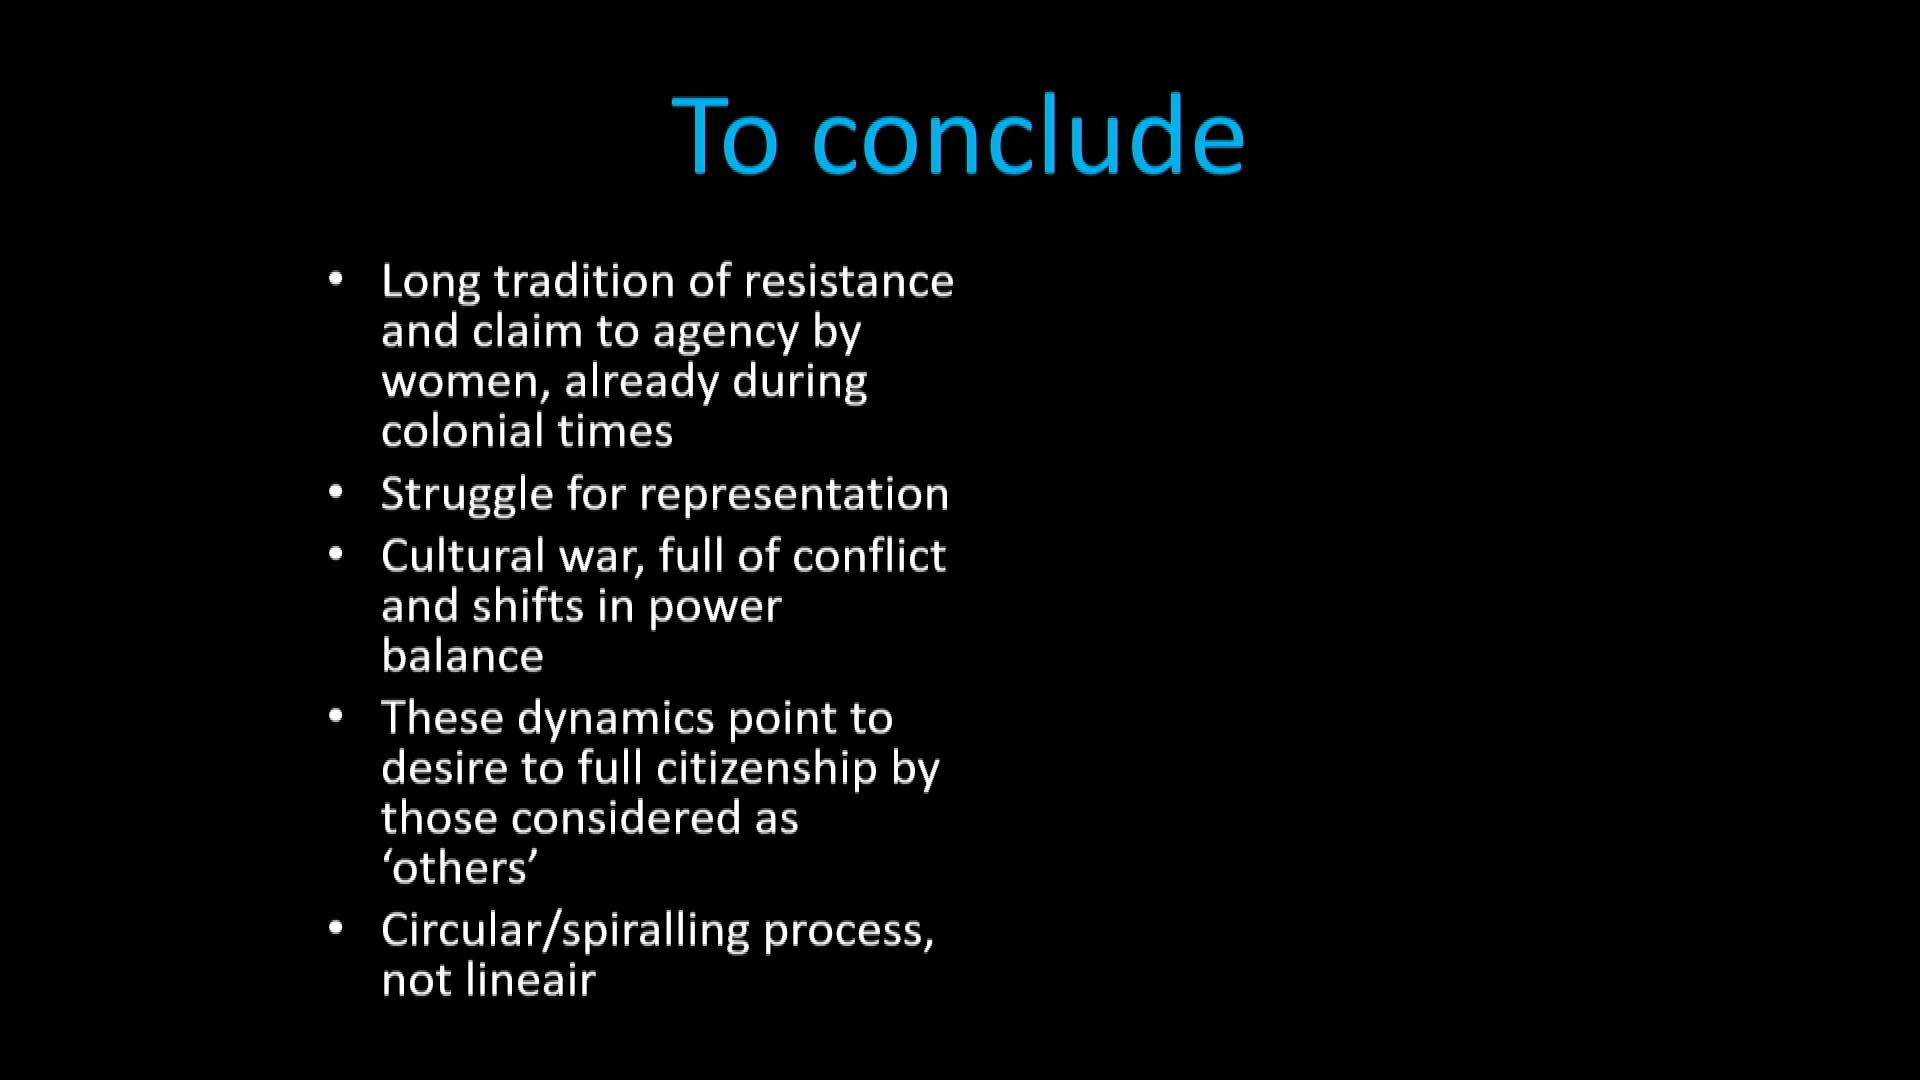 To conclude
• Long tradition of resistance
and claim to agency by
women, already during
colonial times
• Struggle for representation
• Cultural war, full of conflict
and shifts in power
balance
• These dynamics point to
desire to full citizenship by
those considered as
‘others’
• Circular/spiralling process,
not lineair